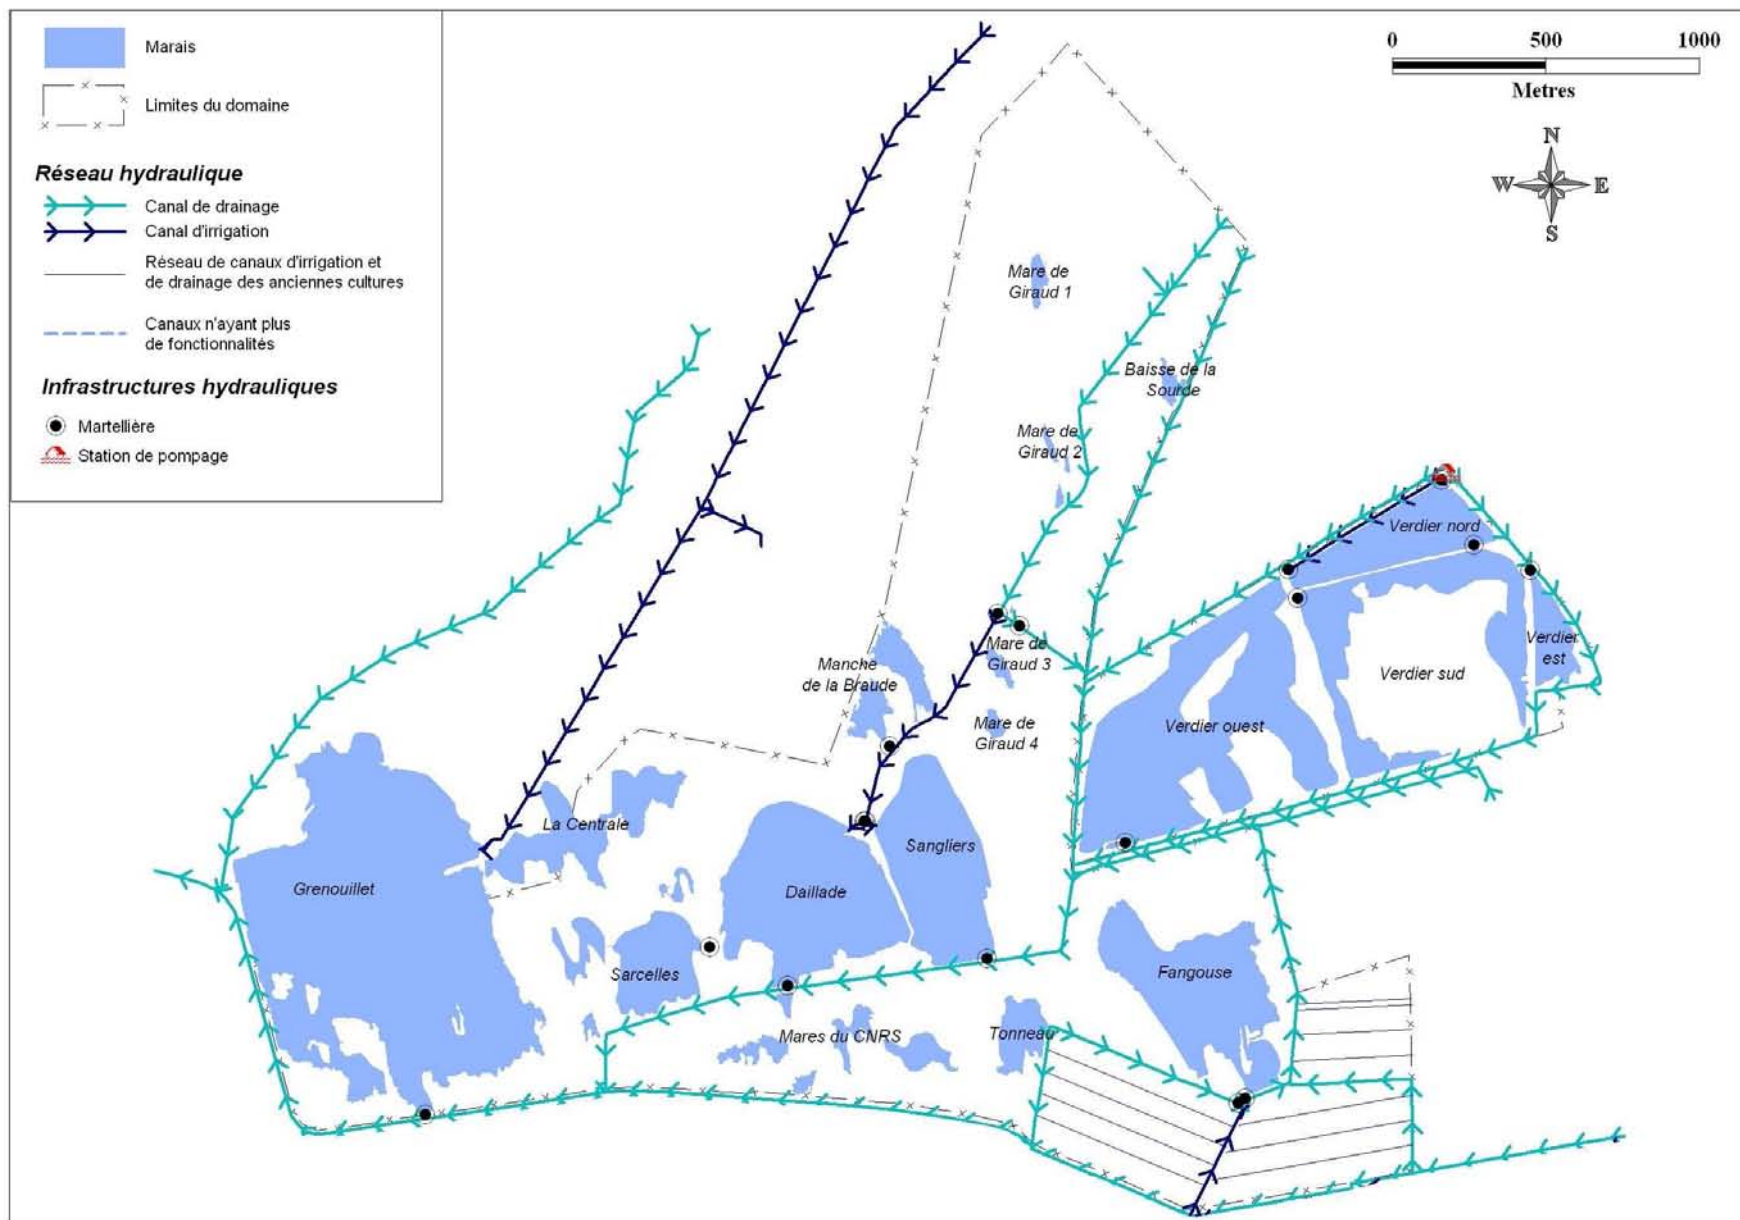 Marais
Limites du domaine
Réseau hydraulique
Canal de drainage
Canal d'irrigation
Réseau de canaux d'irrigation et
de drainage des anciennes cultures
Canaux n'ayant plus
de fonctionnalités
Infrastructures hydrauliques
Martellière
Station de pompage
0 500 1000
Metres
N
W E
S
Mare de
Giraud 1
Baisse de la
Sourde
Mare de
Giraud 2
Verdier nord
Mare de
Giraud 3
Manche
de la Braude
Verdier
est
Verdier sud
Mare de
Giraud 4
Verdier ouest
La Centrale
Sangliers
Grenouillet
Daillade
Sarcelles
Fangouse
Mares du CNRS
Tonneau